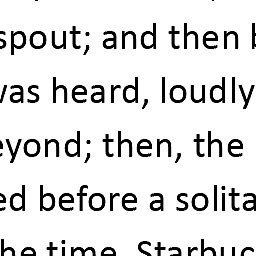 spout; and then b
was heard, loudly
eyond; then, the
ed before a solita
he time, Starbuc